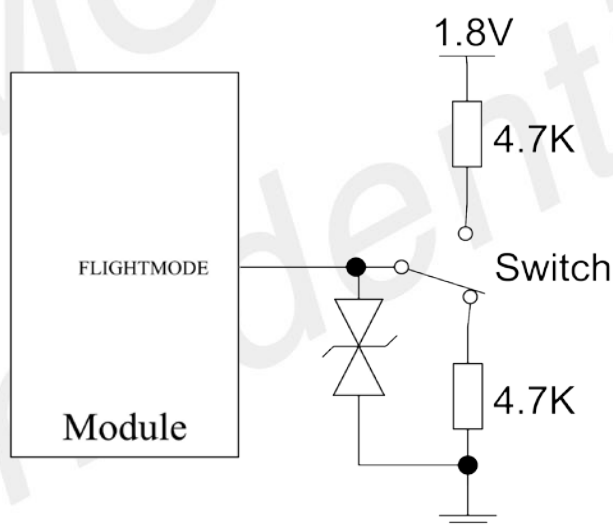 1.8V
4.7K
FLIGHTMODE
Switch
4.7K
Module